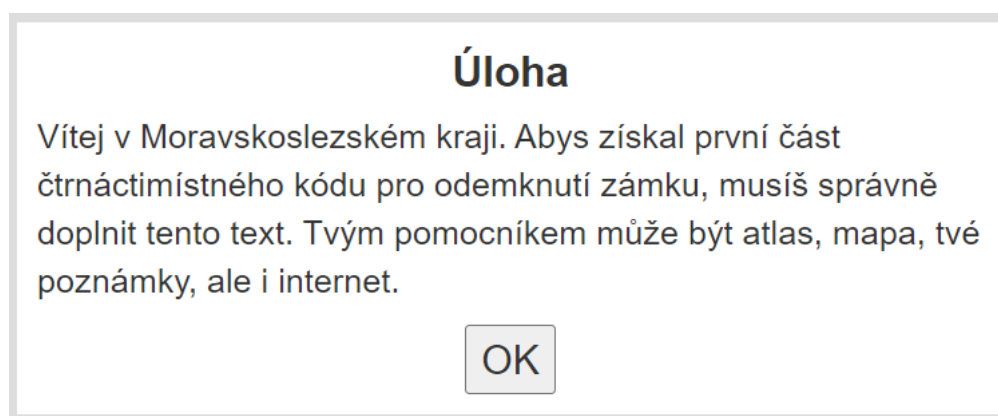 Úloha
Vítej v Moravskoslezském kraji. Abys získal první část
čtrnáctimístného kódu pro odemknutí zámku, musíš správně
doplnit tento text. Tvým pomocníkem může být atlas, mapa, tvé
poznámky, ale i internet.
OK